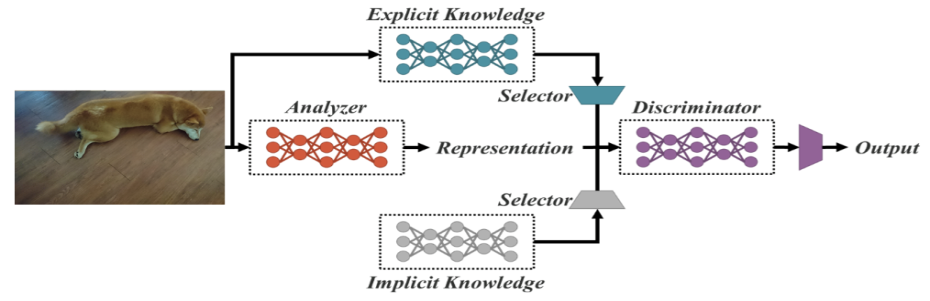 Explicit Knowledge
Selector
Analyzer
Discriminator
Representation
Output
Selector
Implicit Knowledge